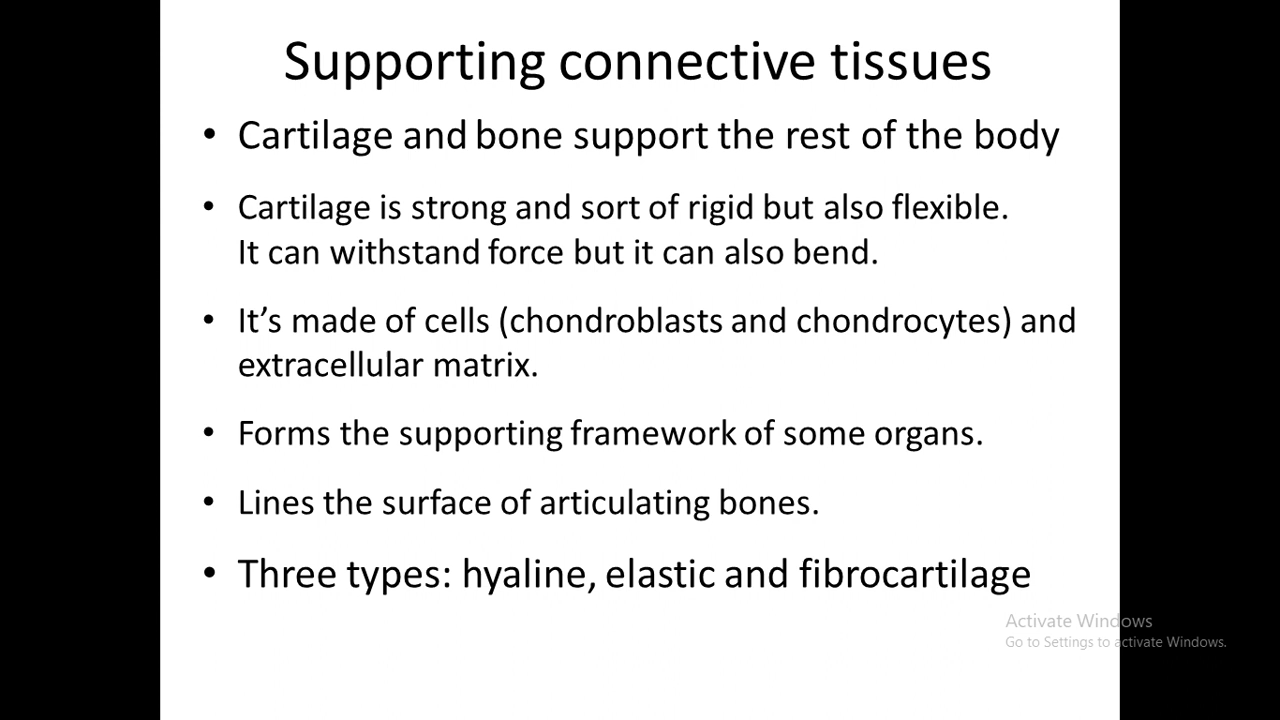 Supporting connective tissues
• Cartilage and bone support the rest of the body
• Cartilage is strong and sort of rigid but also flexible.
It can withstand force but it can also bend.
• It’s made of cells (chondroblasts and chondrocytes) and
extracellular matrix.
• Forms the supporting framework of some organs.
• Lines the surface of articulating bones.
• Three types: hyaline, elastic and fibrocartilage
Activate Windows
Go to Settings to activate Windows.